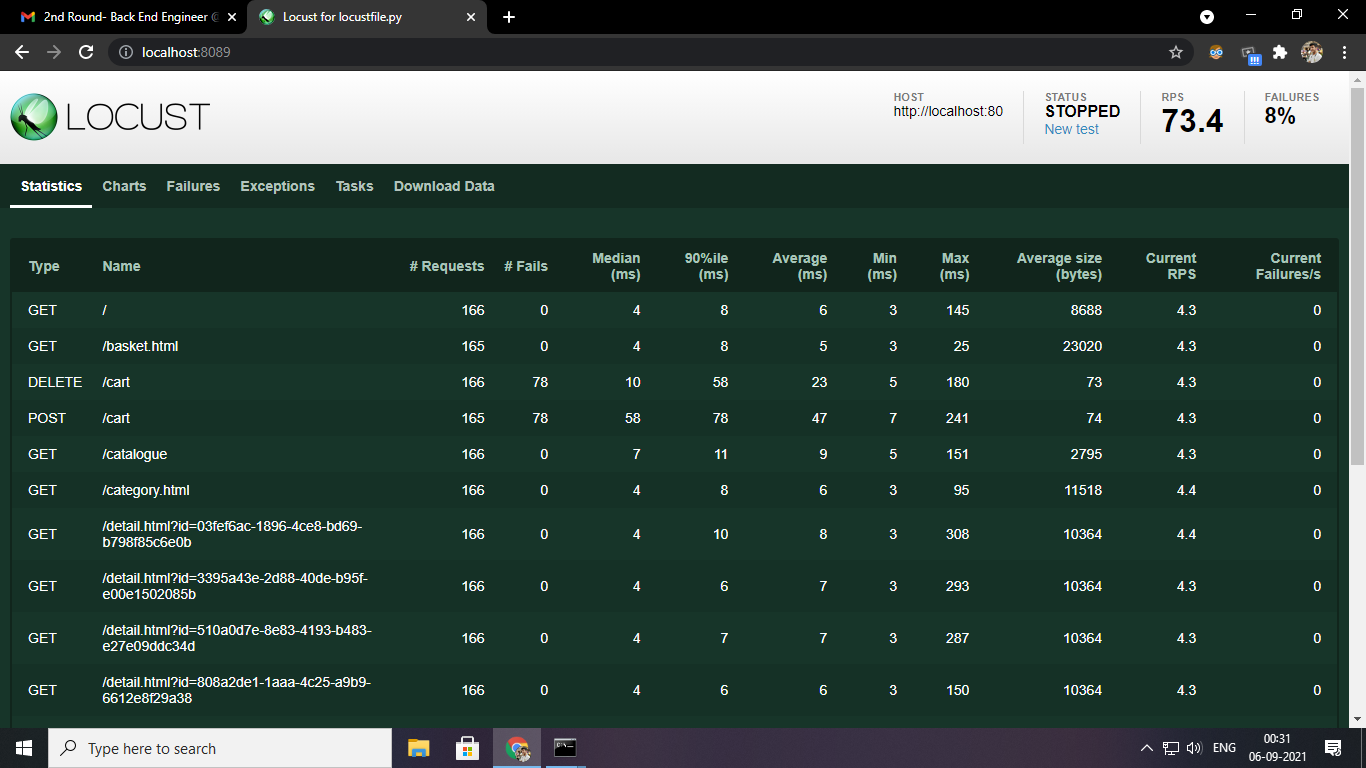 2nd Round- Back End Engineer @
Locust for locustfile.py
localhost:8089
LOCUST
HOST
http://localhost:80
STATUS
STOPPED
New test
RPS
73.4
FAILURES
8%
Statistics Charts Failures Exceptions Tasks Download Data
Type Name # Requests # Fails Median (ms) 90%ile (ms) Average (ms) Min (ms) Max (ms) Average size (bytes) Current RPS Current Failures/s
GET / 166 0 4 8 6 3 145 8688 4.3 0
GET /basket.html 165 0 4 8 5 3 25 23020 4.3 0
DELETE /cart 166 78 10 58 23 5 180 73 4.3 0
POST /cart 165 78 58 78 47 7 241 74 4.3 0
GET /catalogue 166 0 7 11 9 5 151 2795 4.3 0
GET /category.html 166 0 4 8 6 3 95 11518 4.4 0
GET /detail.html?id=03fef6ac-1896-4ce8-bd69-b798f85c6e0b 166 0 4 10 8 3 308 10364 4.4 0
GET /detail.html?id=3395a43e-2d88-40de-b95f-e00e1502085b 166 0 4 6 7 3 293 10364 4.3 0
GET /detail.html?id=510a0d7e-8e83-4193-b483-e27e09ddc34d 166 0 4 7 7 3 287 10364 4.3 0
GET /detail.html?id=808a2de1-1aaa-4c25-a9b9-6612e8f29a38 166 0 4 6 6 3 150 10364 4.3 0
Type here to search
ENG
00:31
06-09-2021